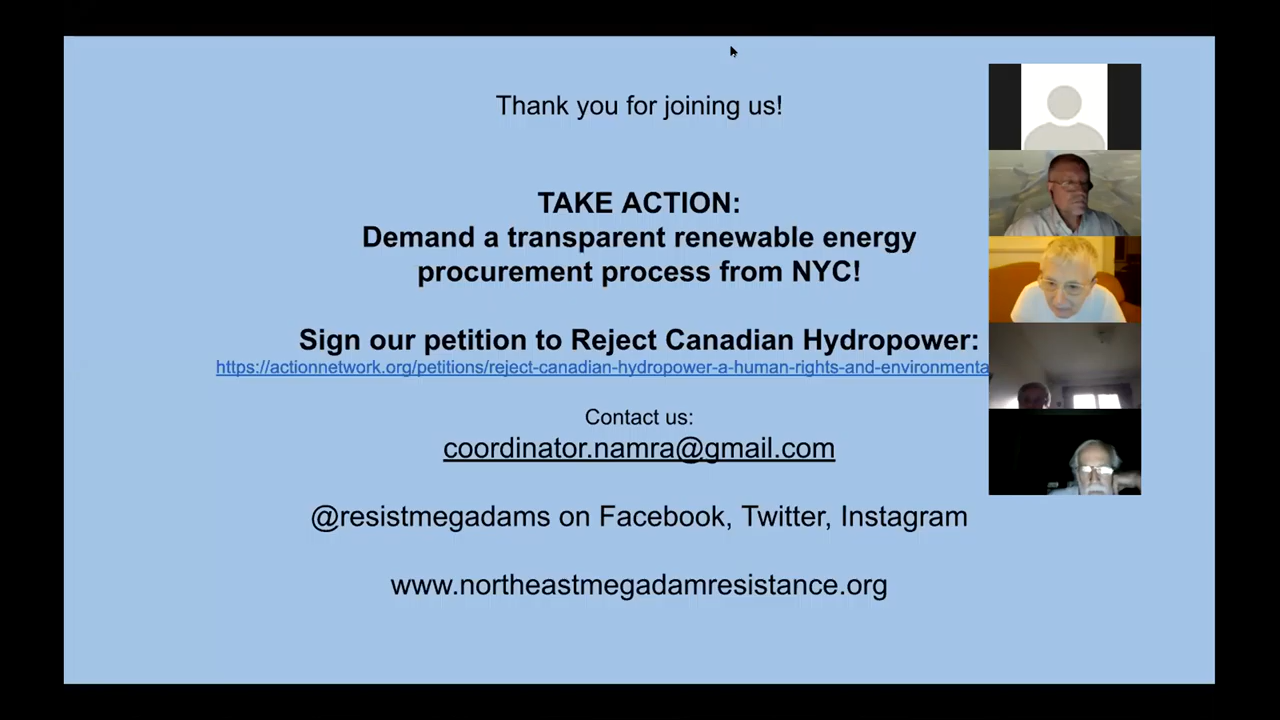 Thank you for joining us!
TAKE ACTION:
Demand a transparent renewable energy
procurement process from NYC!
Sign our petition to Reject Canadian Hydropower:
https://actionnetwork.org/petitions/reject-canadian-hydropower-a-human-rights-and-environmenta
Contact us:
coordinator.namra@gmail.com
@resistmegadams on Facebook, Twitter, Instagram
www.northeastmegadamresistance.org